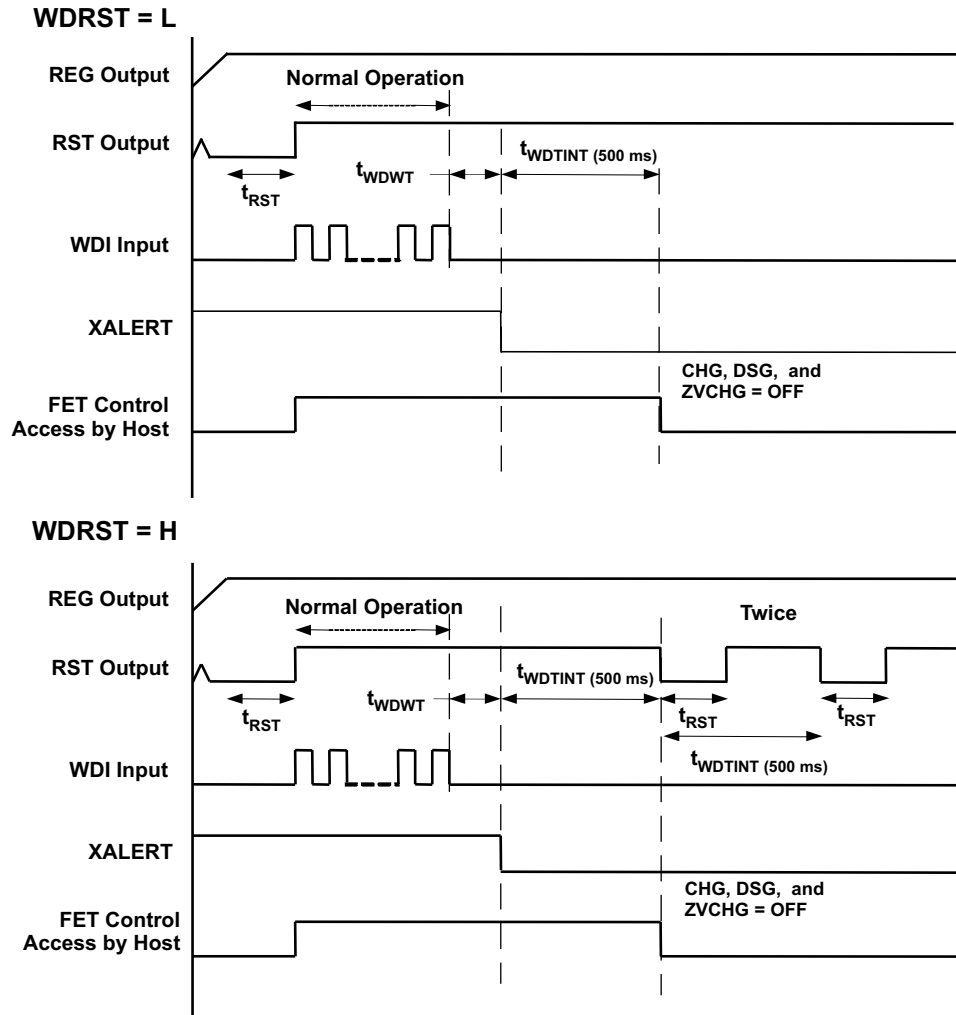 WDRST = L
REG Output
Normal Operation
RST Output
tWDWT
tWDTINT (500 ms)
tRST
WDI Input
XALERT
CHG, DSG, and
ZVCHG = OFF
FET Control
Access by Host
WDRST = H
REG Output
Normal Operation
Twice
RST Output
tWDWT
tWDTINT (500 ms)
tRST
tRST
tRST
tWDTINT (500 ms)
WDI Input
XALERT
CHG, DSG, and
ZVCHG = OFF
FET Control
Access by Host